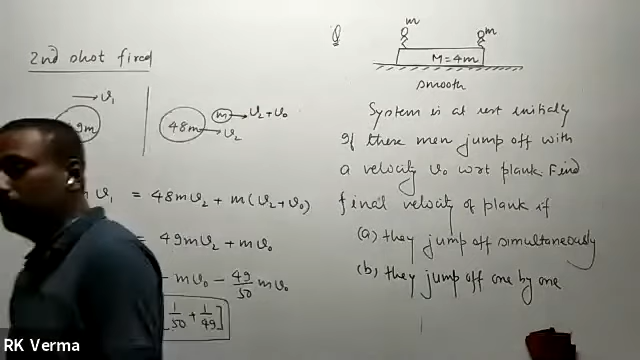 2nd shot fired
→ v₁
9m
48m → v₂
m → v₂ + v₀
v₁ = 48mv₂ + m(v₂ + v₀)
= 49mv₂ + mv₀
- mv₀ - 49/50 mv₀
[1/50 + 1/49]
Q
m
m
M = 4m
smooth
System is at rest initially
If these men jump off with
a velocity v₀ wrt plank. Find
final velocity of plank if
(a) they jump off simultaneously
(b) they jump off one by one
RK Verma